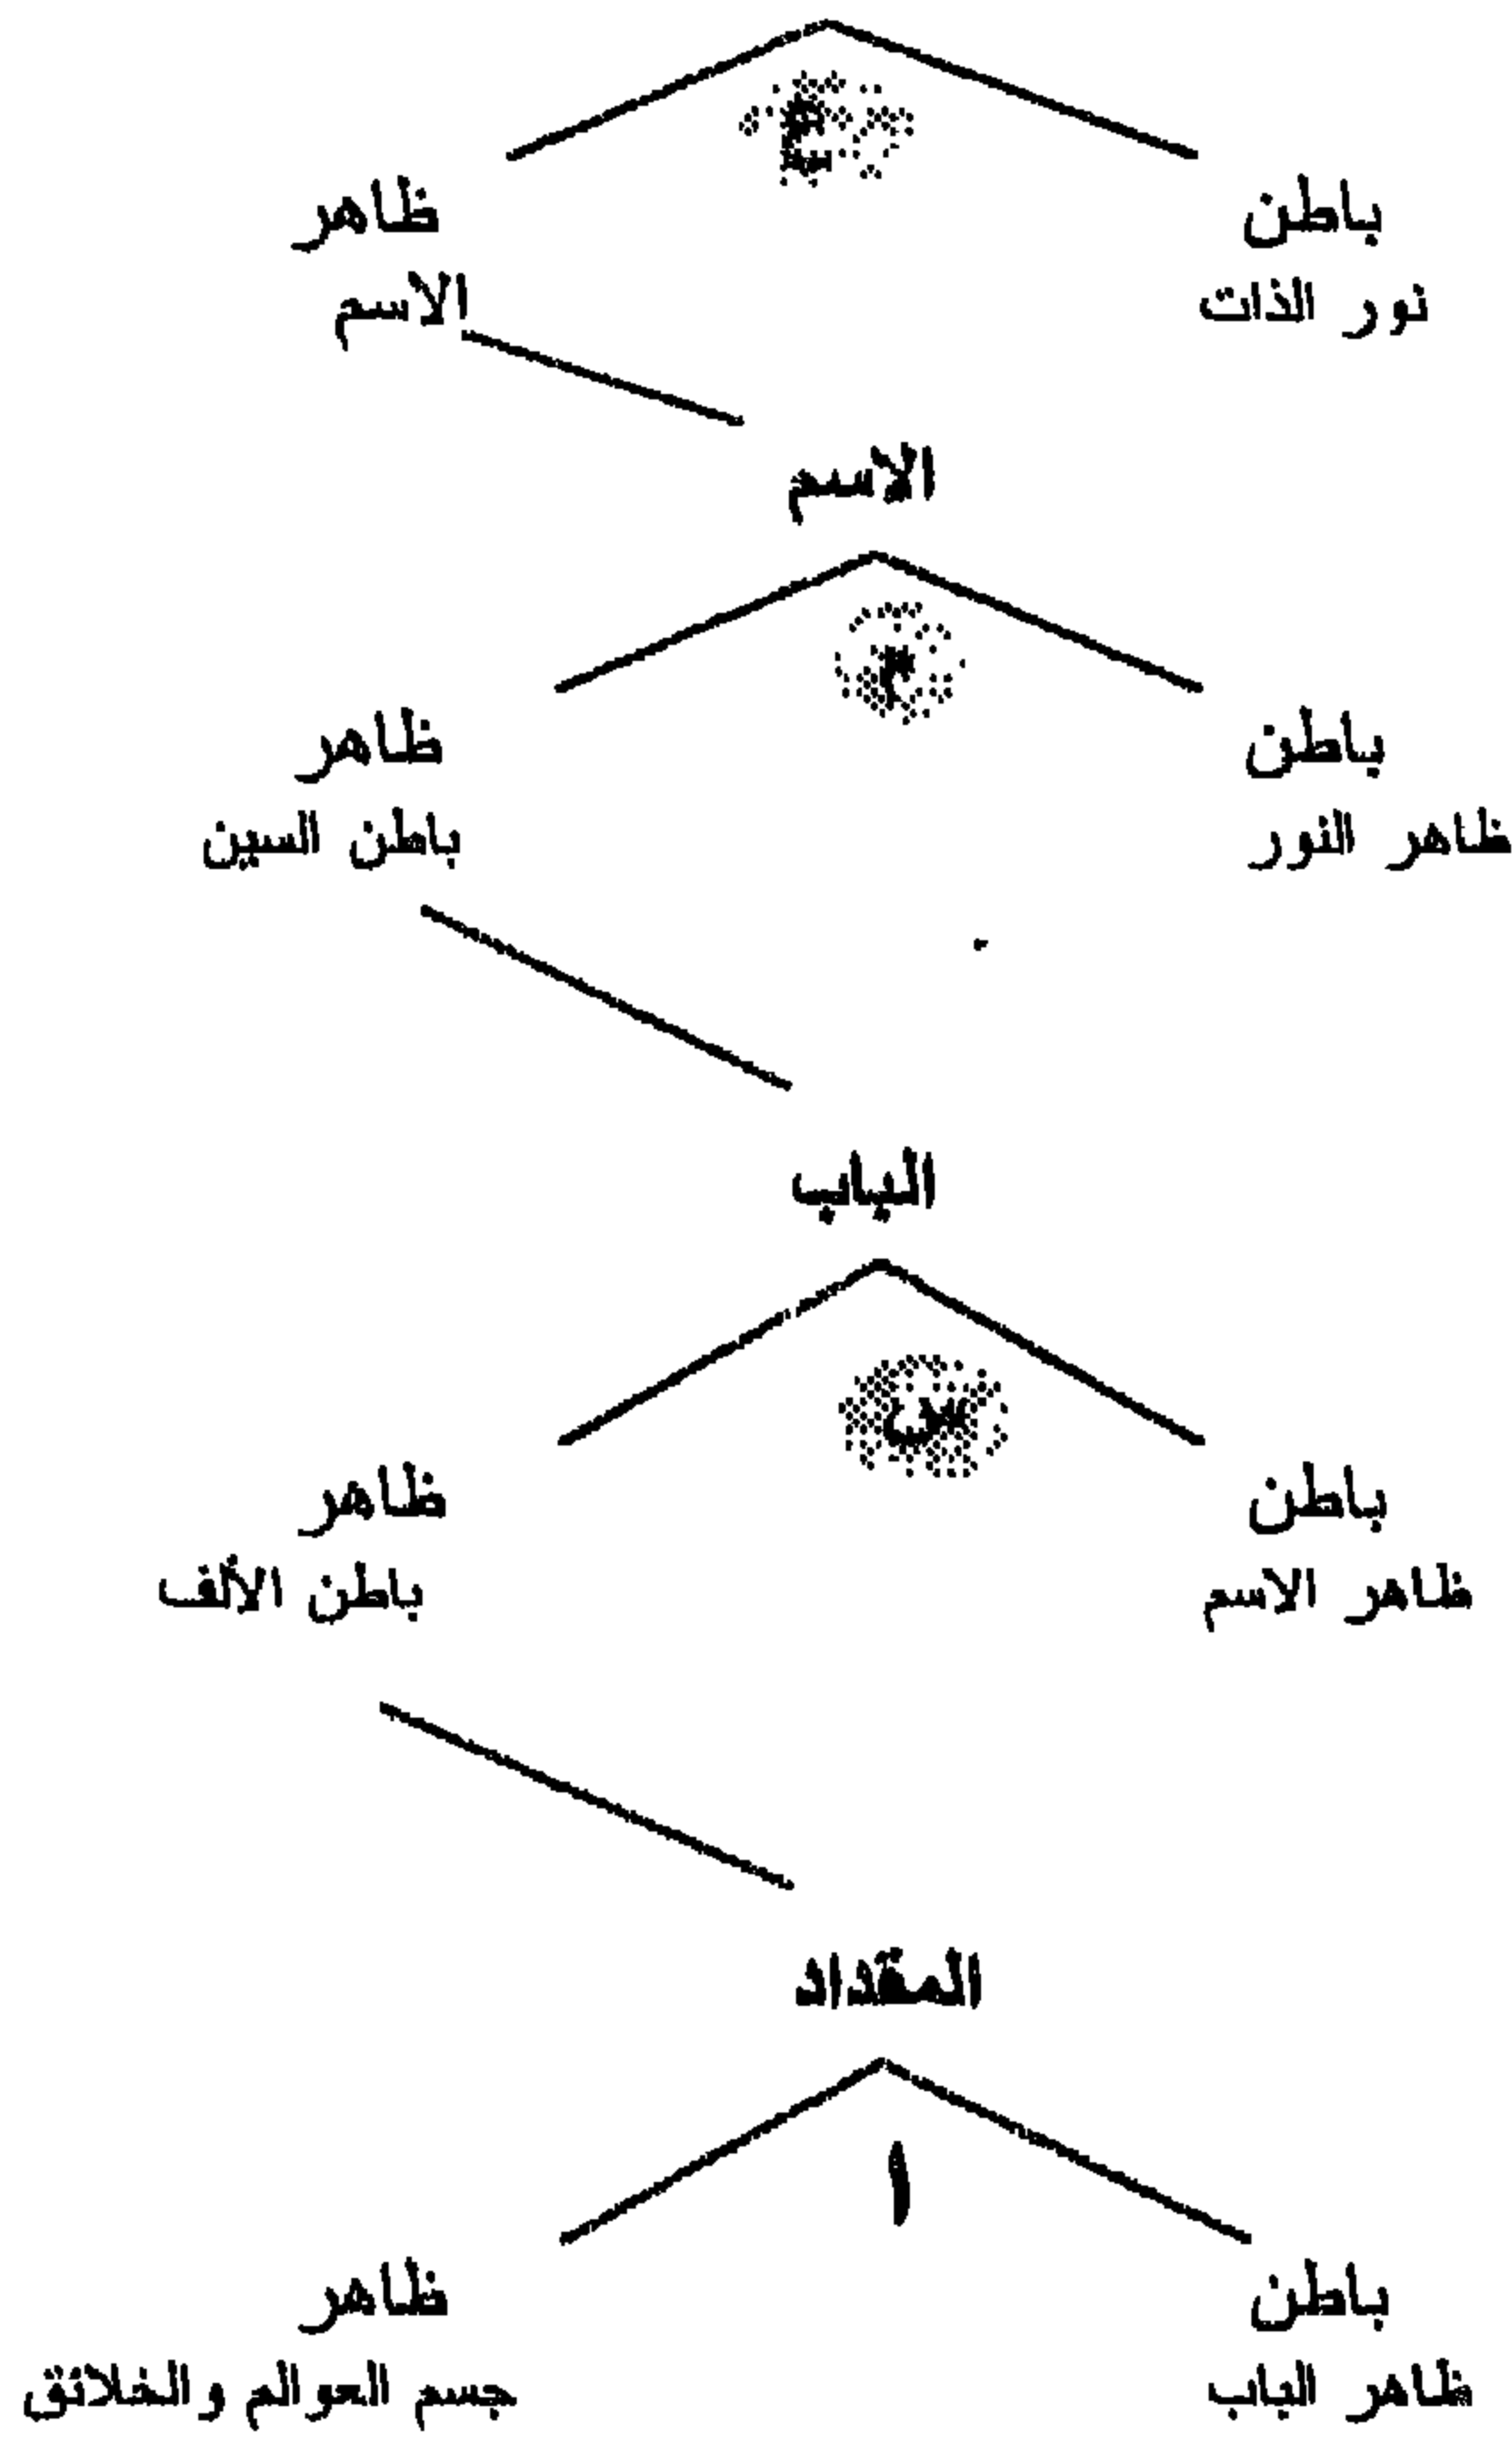 ع
باطن
ظاهر
نور الذات
الاسم
الاسم
م
باطن
ظاهر
ظاهر النور
باطن السين
الباب
س
باطن
ظاهر
ظاهر الاسم
باطن الألف
المقداد
ا
باطن
ظاهر
ظاهر الباب
جسم العوالم والخلائق